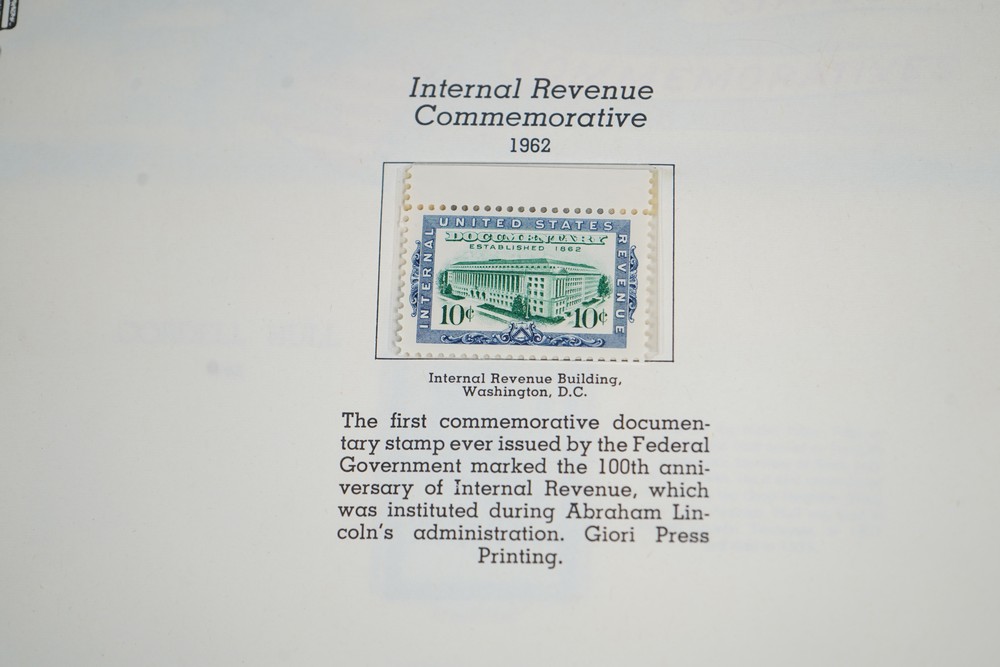 Internal Revenue
Commemorative
1962
UNITED STATES
DOCUMENTARY
ESTABLISHED 1862
INTERNAL
REVENUE
10¢
10¢
Internal Revenue Building,
Washington, D.C.
The first commemorative documen-
tary stamp ever issued by the Federal
Government marked the 100th anni-
versary of Internal Revenue, which
was instituted during Abraham Lin-
coln's administration. Giori Press
Printing.